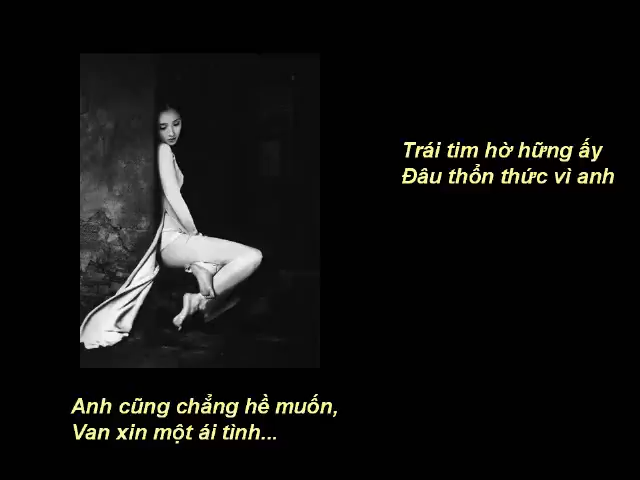 Trái tim hờ hững ấy
Đâu thổn thức vì anh
Anh cũng chẳng hề muốn,
Van xin một ái tình...